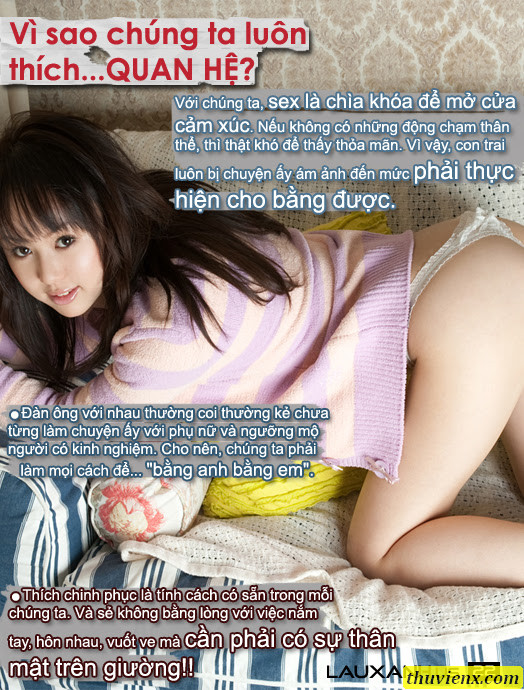 Vì sao chúng ta luôn
thích...QUAN HỆ?
Với chúng ta, sex là chìa khóa để mở cửa
cảm xúc. Nếu không có những động chạm thân
thể, thì thật khó để thấy thỏa mãn. Vì vậy, con trai
luôn bị chuyện ấy ám ảnh đến mức phải thực
hiện cho bằng được.
●Đàn ông với nhau thường coi thường kẻ chưa
từng làm chuyện ấy với phụ nữ và ngưỡng mộ
người có kinh nghiệm. Cho nên, chúng ta phải
làm mọi cách để... "bằng anh bằng em".
●Thích chinh phục là tính cách có sẵn trong mỗi
chúng ta. Và sẻ không bằng lòng với việc nắm
tay, hôn nhau, vuốt ve mà cần phải có sự thân
mật trên giường!!
thuvienx.com